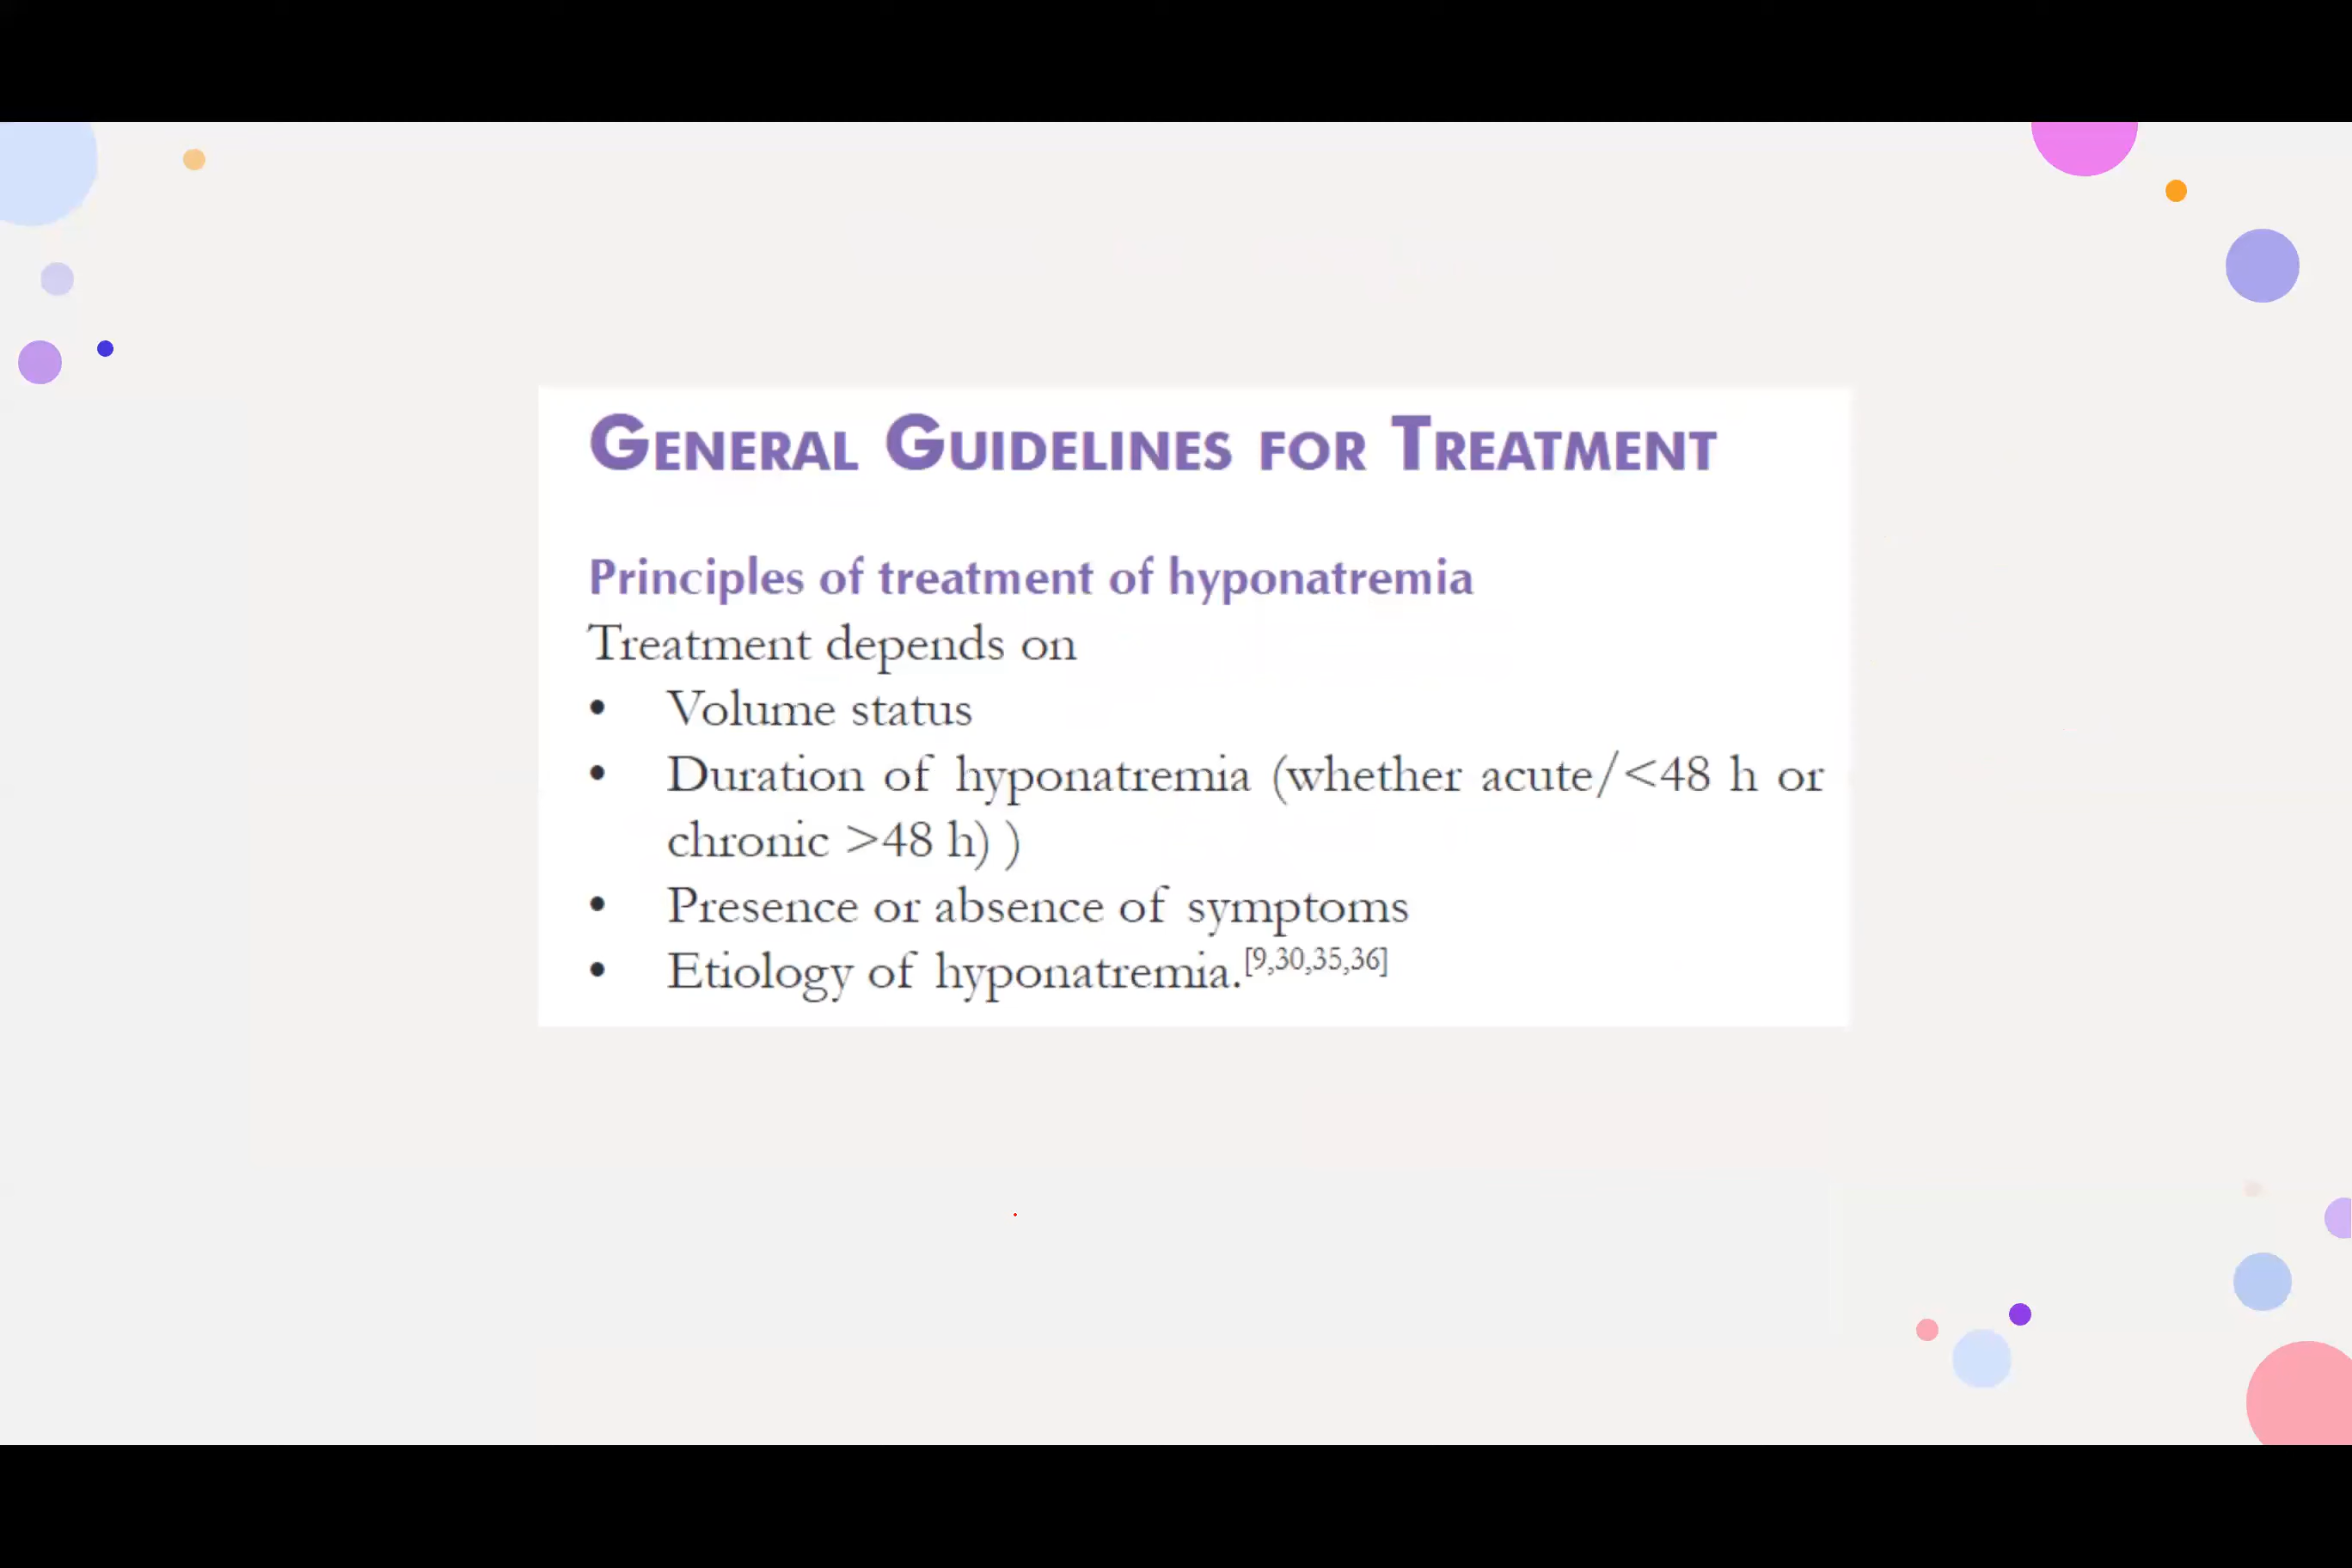 GENERAL GUIDELINES FOR TREATMENT
Principles of treatment of hyponatremia
Treatment depends on
• Volume status
• Duration of hyponatremia (whether acute/<48 h or
chronic >48 h) )
• Presence or absence of symptoms
• Etiology of hyponatremia.[9,30,35,36]